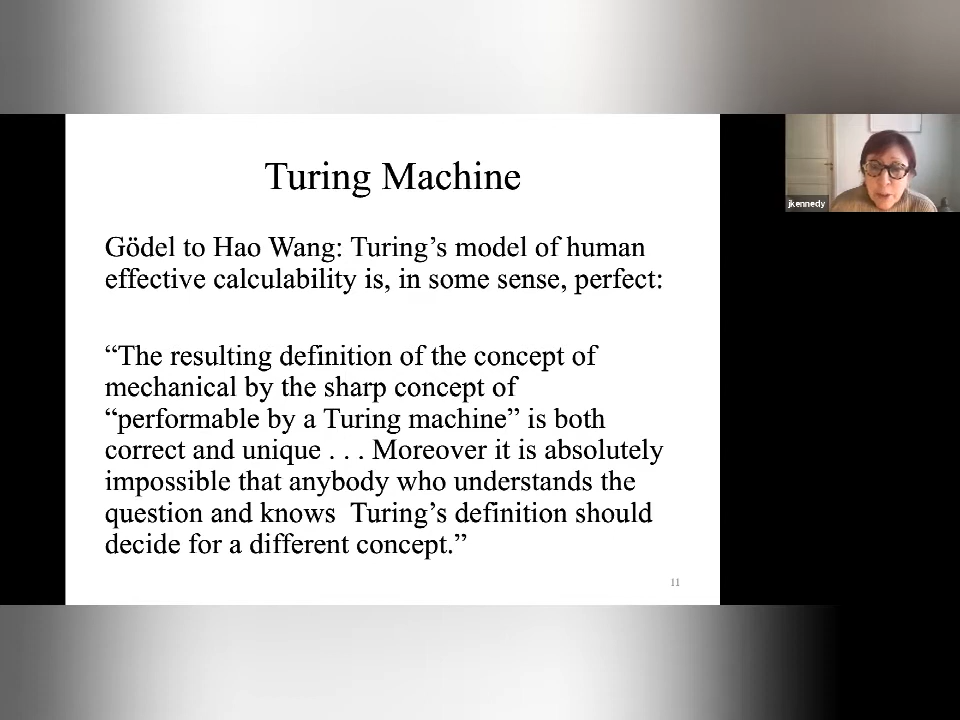 Turing Machine
jkennedy
Gödel to Hao Wang: Turing’s model of human
effective calculability is, in some sense, perfect:
“The resulting definition of the concept of
mechanical by the sharp concept of
“performable by a Turing machine” is both
correct and unique . . . Moreover it is absolutely
impossible that anybody who understands the
question and knows  Turing’s definition should
decide for a different concept.”
11